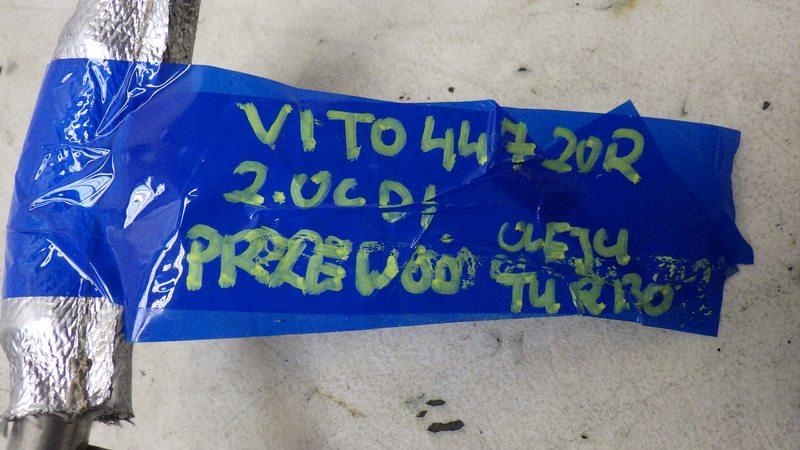 VITO 447 20R
2.0CDI
PRZEWÓD OLEJU
TURBO